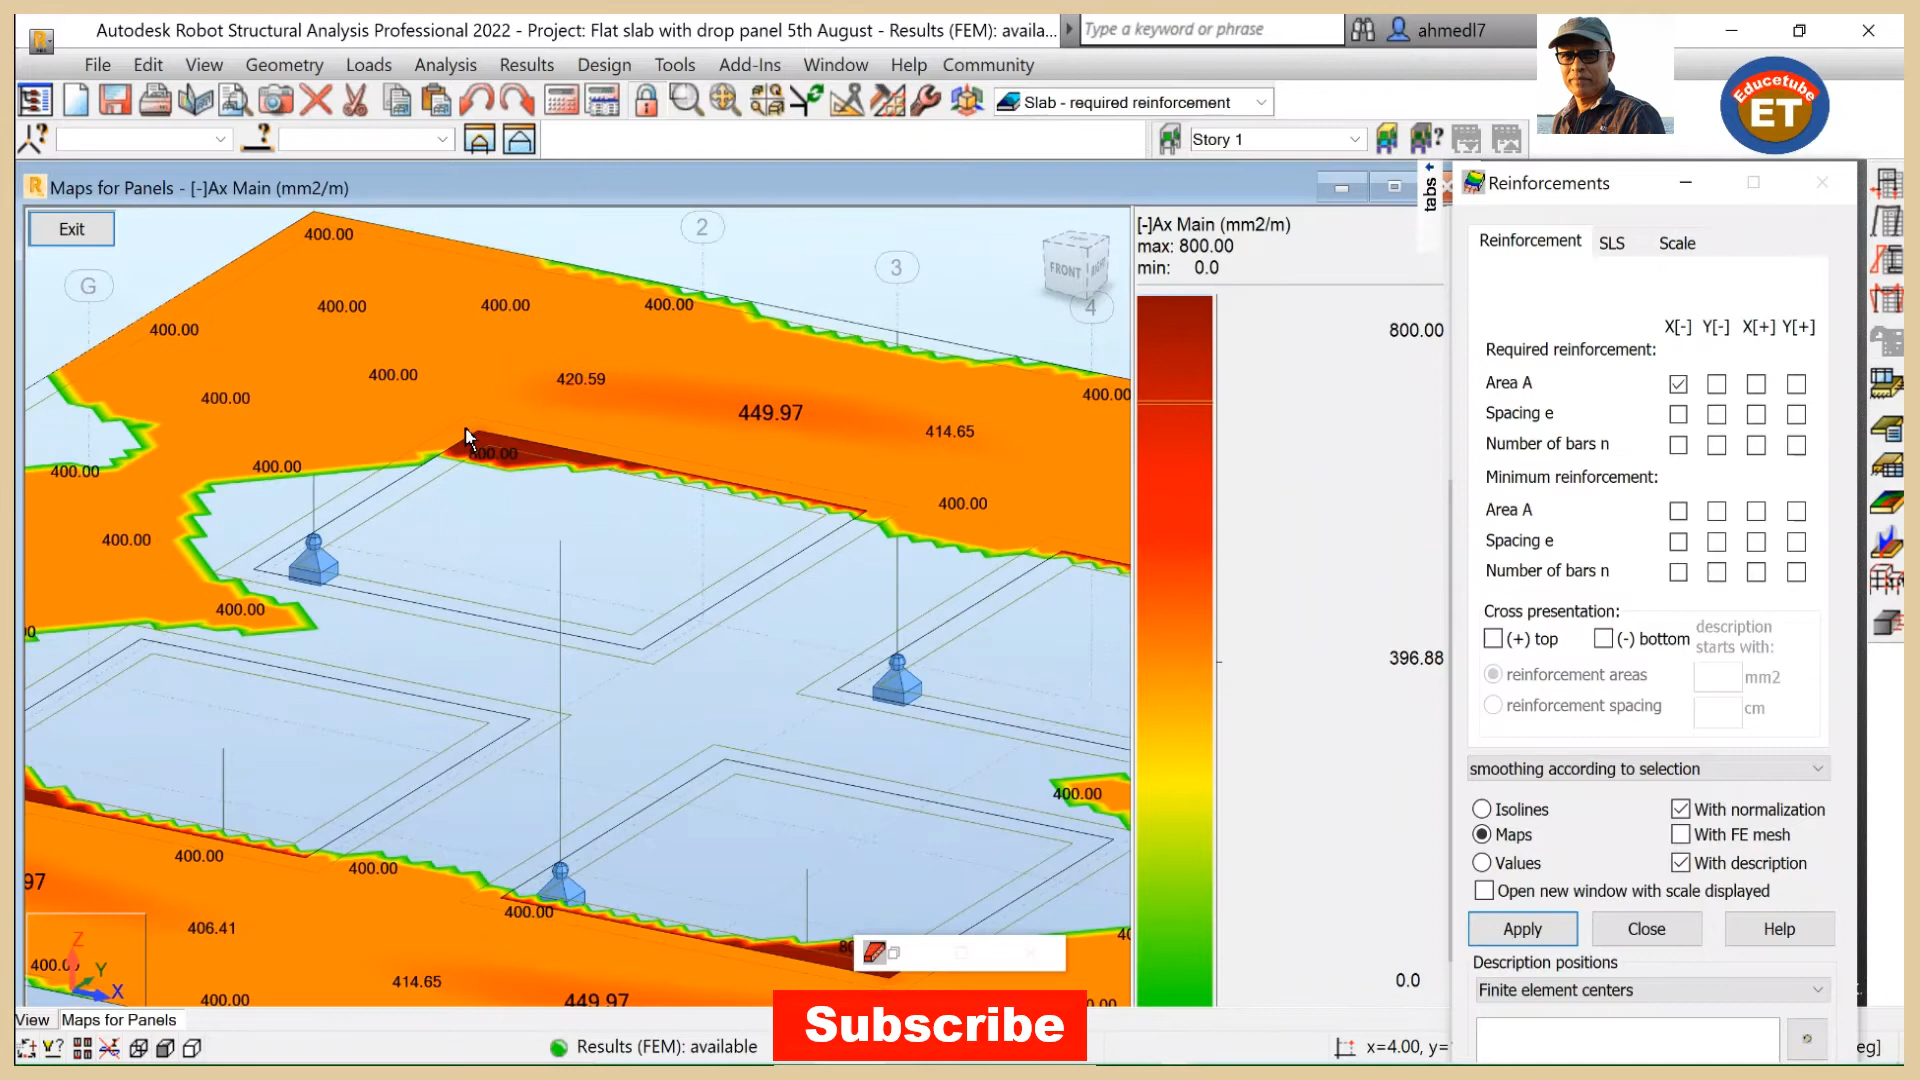 Autodesk Robot Structural Analysis Professional 2022 - Project: Flat slab with drop panel 5th August - Results (FEM): availa...
Type a keyword or phrase
ahmedl7
File Edit View Geometry Loads Analysis Results Design Tools Add-Ins Window Help Community
Slab - required reinforcement
Educetube
ET
Story 1
Maps for Panels - [-]Ax Main (mm2/m)
tabs
Reinforcements
Exit
400.00
2
3
4
G
FRONT
RIGHT
[-]Ax Main (mm2/m)
max: 800.00
min: 0.0
Reinforcement SLS Scale
400.00
400.00
400.00
400.00
800.00
X[-] Y[-] X[+] Y[+]
Required reinforcement:
400.00
420.59
400.00
400.00
449.97
414.65
Area A
Spacing e
Number of bars n
800.00
400.00
400.00
400.00
Minimum reinforcement:
Area A
Spacing e
Number of bars n
400.00
400.00
Cross presentation:
(+) top
(-) bottom
description
starts with:
396.88
reinforcement areas
mm2
reinforcement spacing
cm
smoothing according to selection
400.00
Isolines
With normalization
Maps
With FE mesh
Values
With description
Open new window with scale displayed
400.00
400.00
400.00
97
406.41
Apply
Close
Help
Z
Y
X
414.65
400.00
449.97
0.0
Description positions
Finite element centers
View
Maps for Panels
Subscribe
Results (FEM): available
x=4.00, y=
eg]